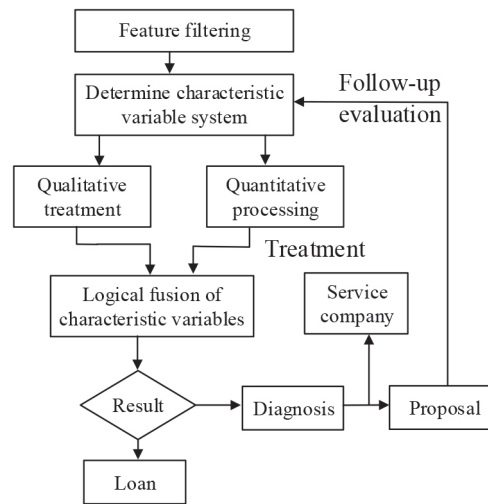 Feature filtering
Determine characteristic
variable system
Follow-up
evaluation
Qualitative
treatment
Quantitative
processing
Treatment
Logical fusion of
characteristic variables
Service
company
Result
Diagnosis
Proposal
Loan